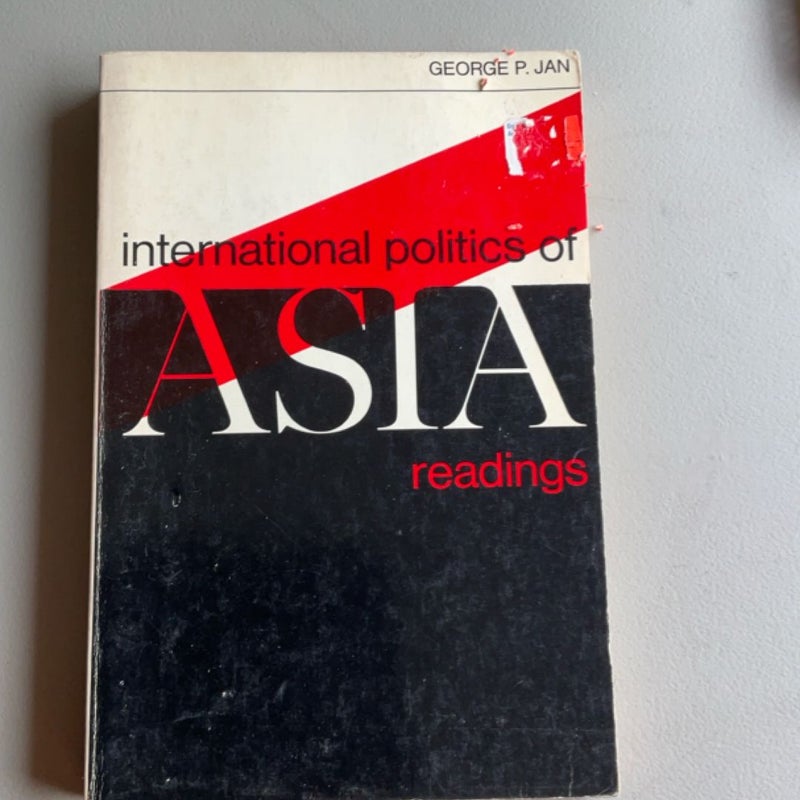 GEORGE P. JAN
international politics of
ASIA
readings